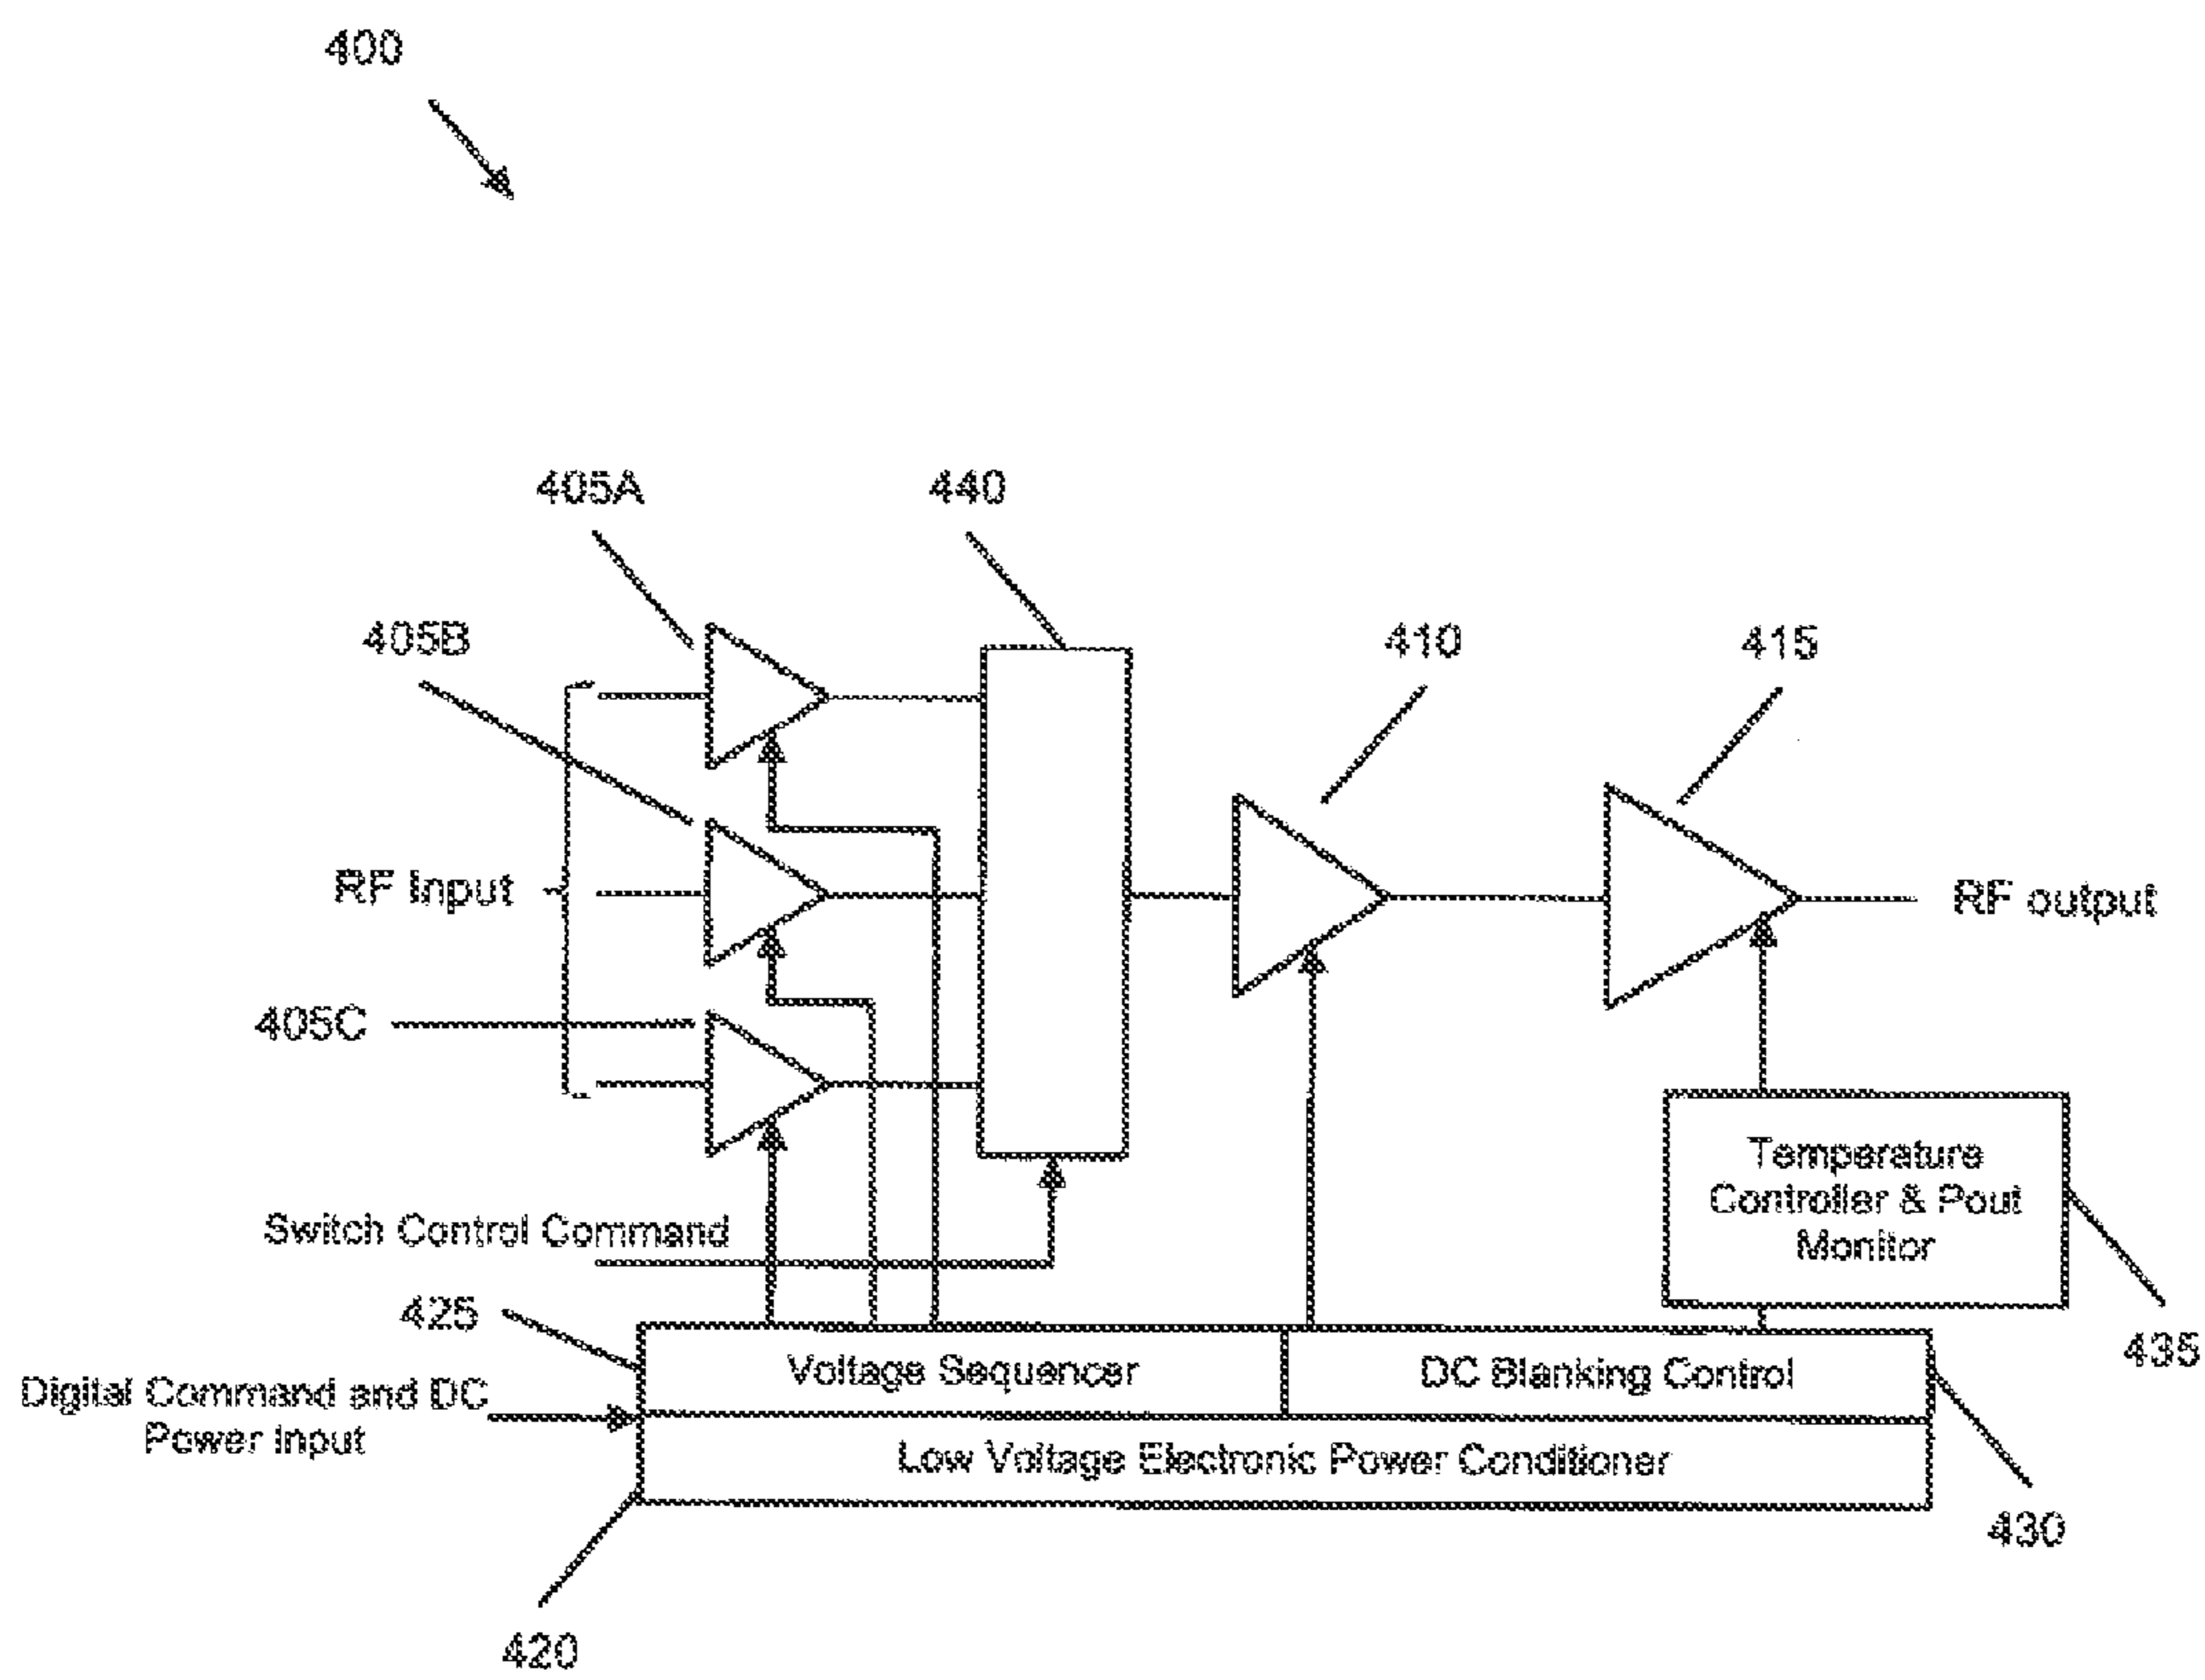 400
405A
440
405B
410
415
RF Input
RF output
405C
Temperature
Controller & Pout
Monitor
Switch Control Command
425
435
Voltage Sequencer
DC Blanking Control
Digital Command and DC
Power Input
Low Voltage Electronic Power Conditioner
430
420